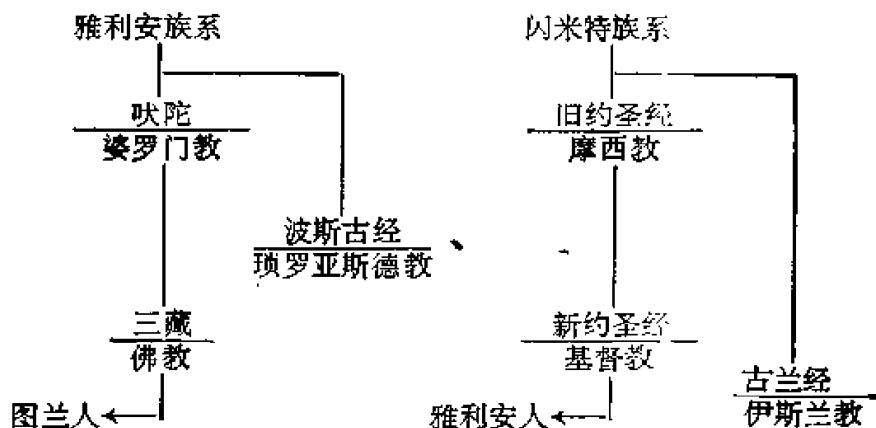 雅利安族系
吠陀
婆罗门教
波斯古经
琐罗亚斯德教
三藏
佛教
图兰人
闪米特族系
旧约圣经
摩西教
新约圣经
基督教
雅利安人
古兰经
伊斯兰教